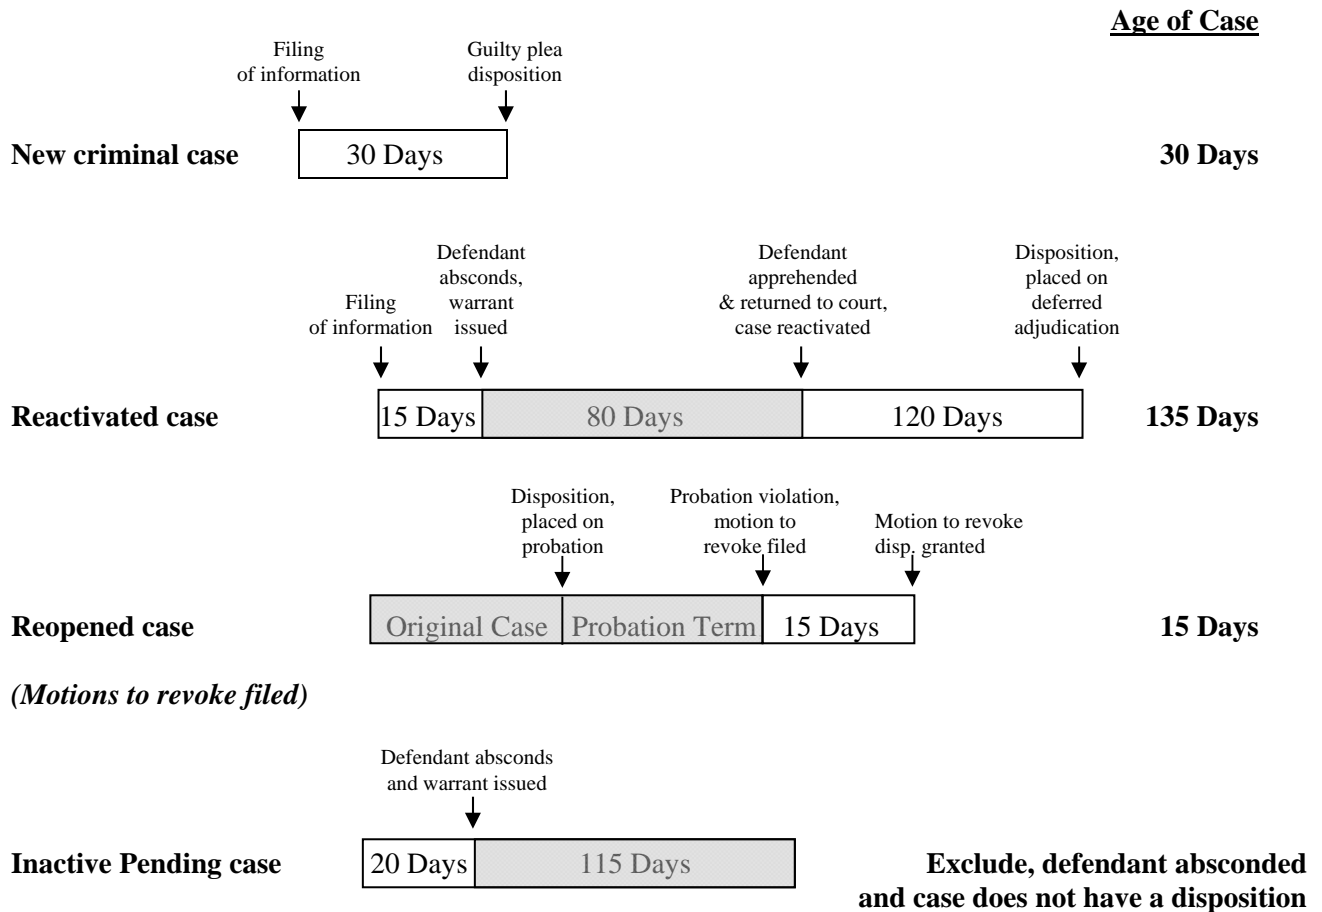 Age of Case
Filing
of information
Guilty plea
disposition
New criminal case
30 Days
30 Days
Filing
of information
Defendant
absconds,
warrant
issued
Defendant
apprehended
& returned to court,
case reactivated
Disposition,
placed on
deferred
adjudication
Reactivated case
15 Days
80 Days
120 Days
135 Days
Disposition,
placed on
probation
Probation violation,
motion to
revoke filed
Motion to revoke
disp. granted
Reopened case
Original Case
Probation Term
15 Days
15 Days
(Motions to revoke filed)
Defendant absconds
and warrant issued
Inactive Pending case
20 Days
115 Days
Exclude, defendant absconded
and case does not have a disposition